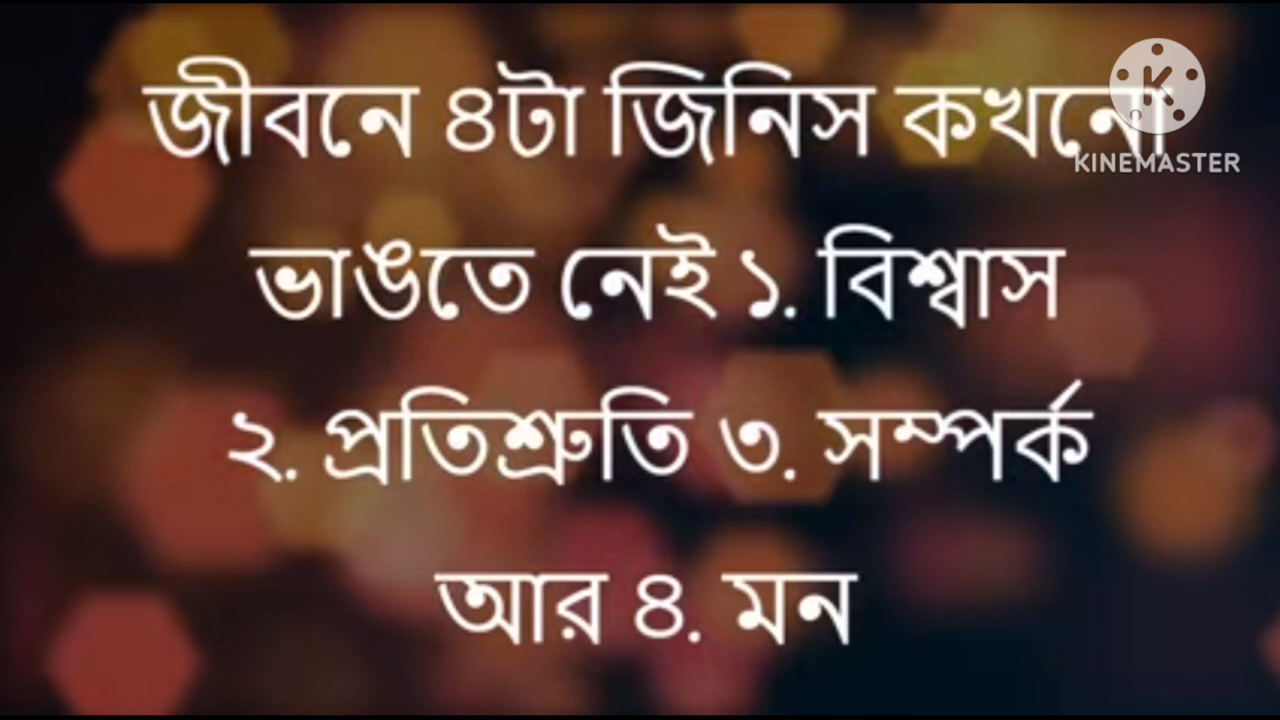 জীবনে ৪টা জিনিস কখনো
KINEMASTER
ভাঙতে নেই ১. বিশ্বাস
২. প্রতিশ্রুতি ৩. সম্পর্ক
আর ৪. মন